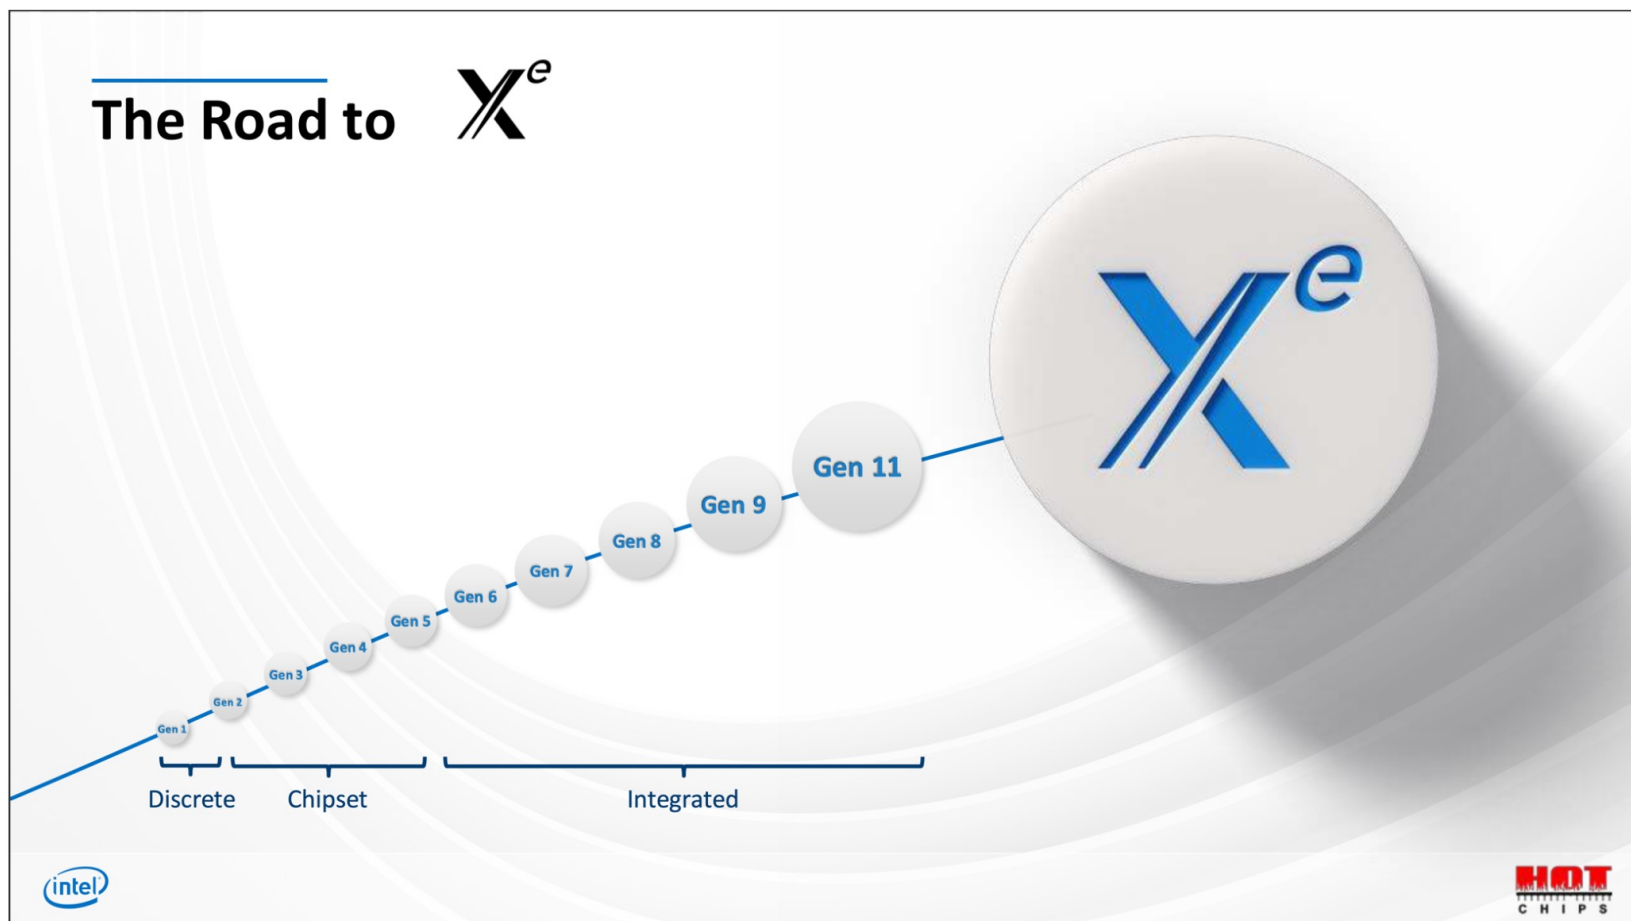 The Road to Xe
Xe
Gen 11
Gen 9
Gen 8
Gen 7
Gen 6
Gen 5
Gen 4
Gen 3
Gen 2
Gen 1
Discrete Chipset Integrated
intel
HOT
CHIPS